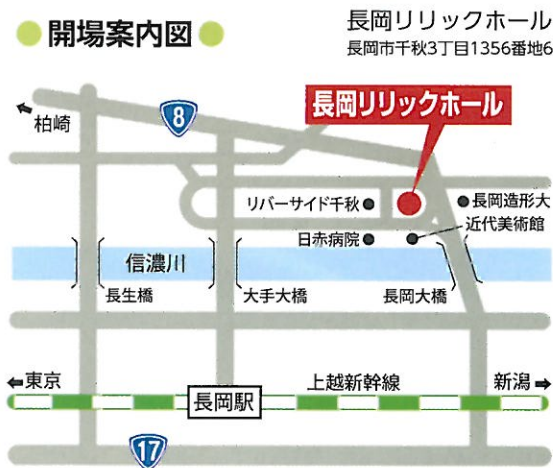 開場案内図
長岡リリックホール
長岡市千秋3丁目1356番地6
柏崎
8
長岡リリックホール
リバーサイド千秋
長岡造形大
近代美術館
日赤病院
信濃川
長生橋
大手大橋
長岡大橋
←東京
上越新幹線
新潟→
長岡駅
17